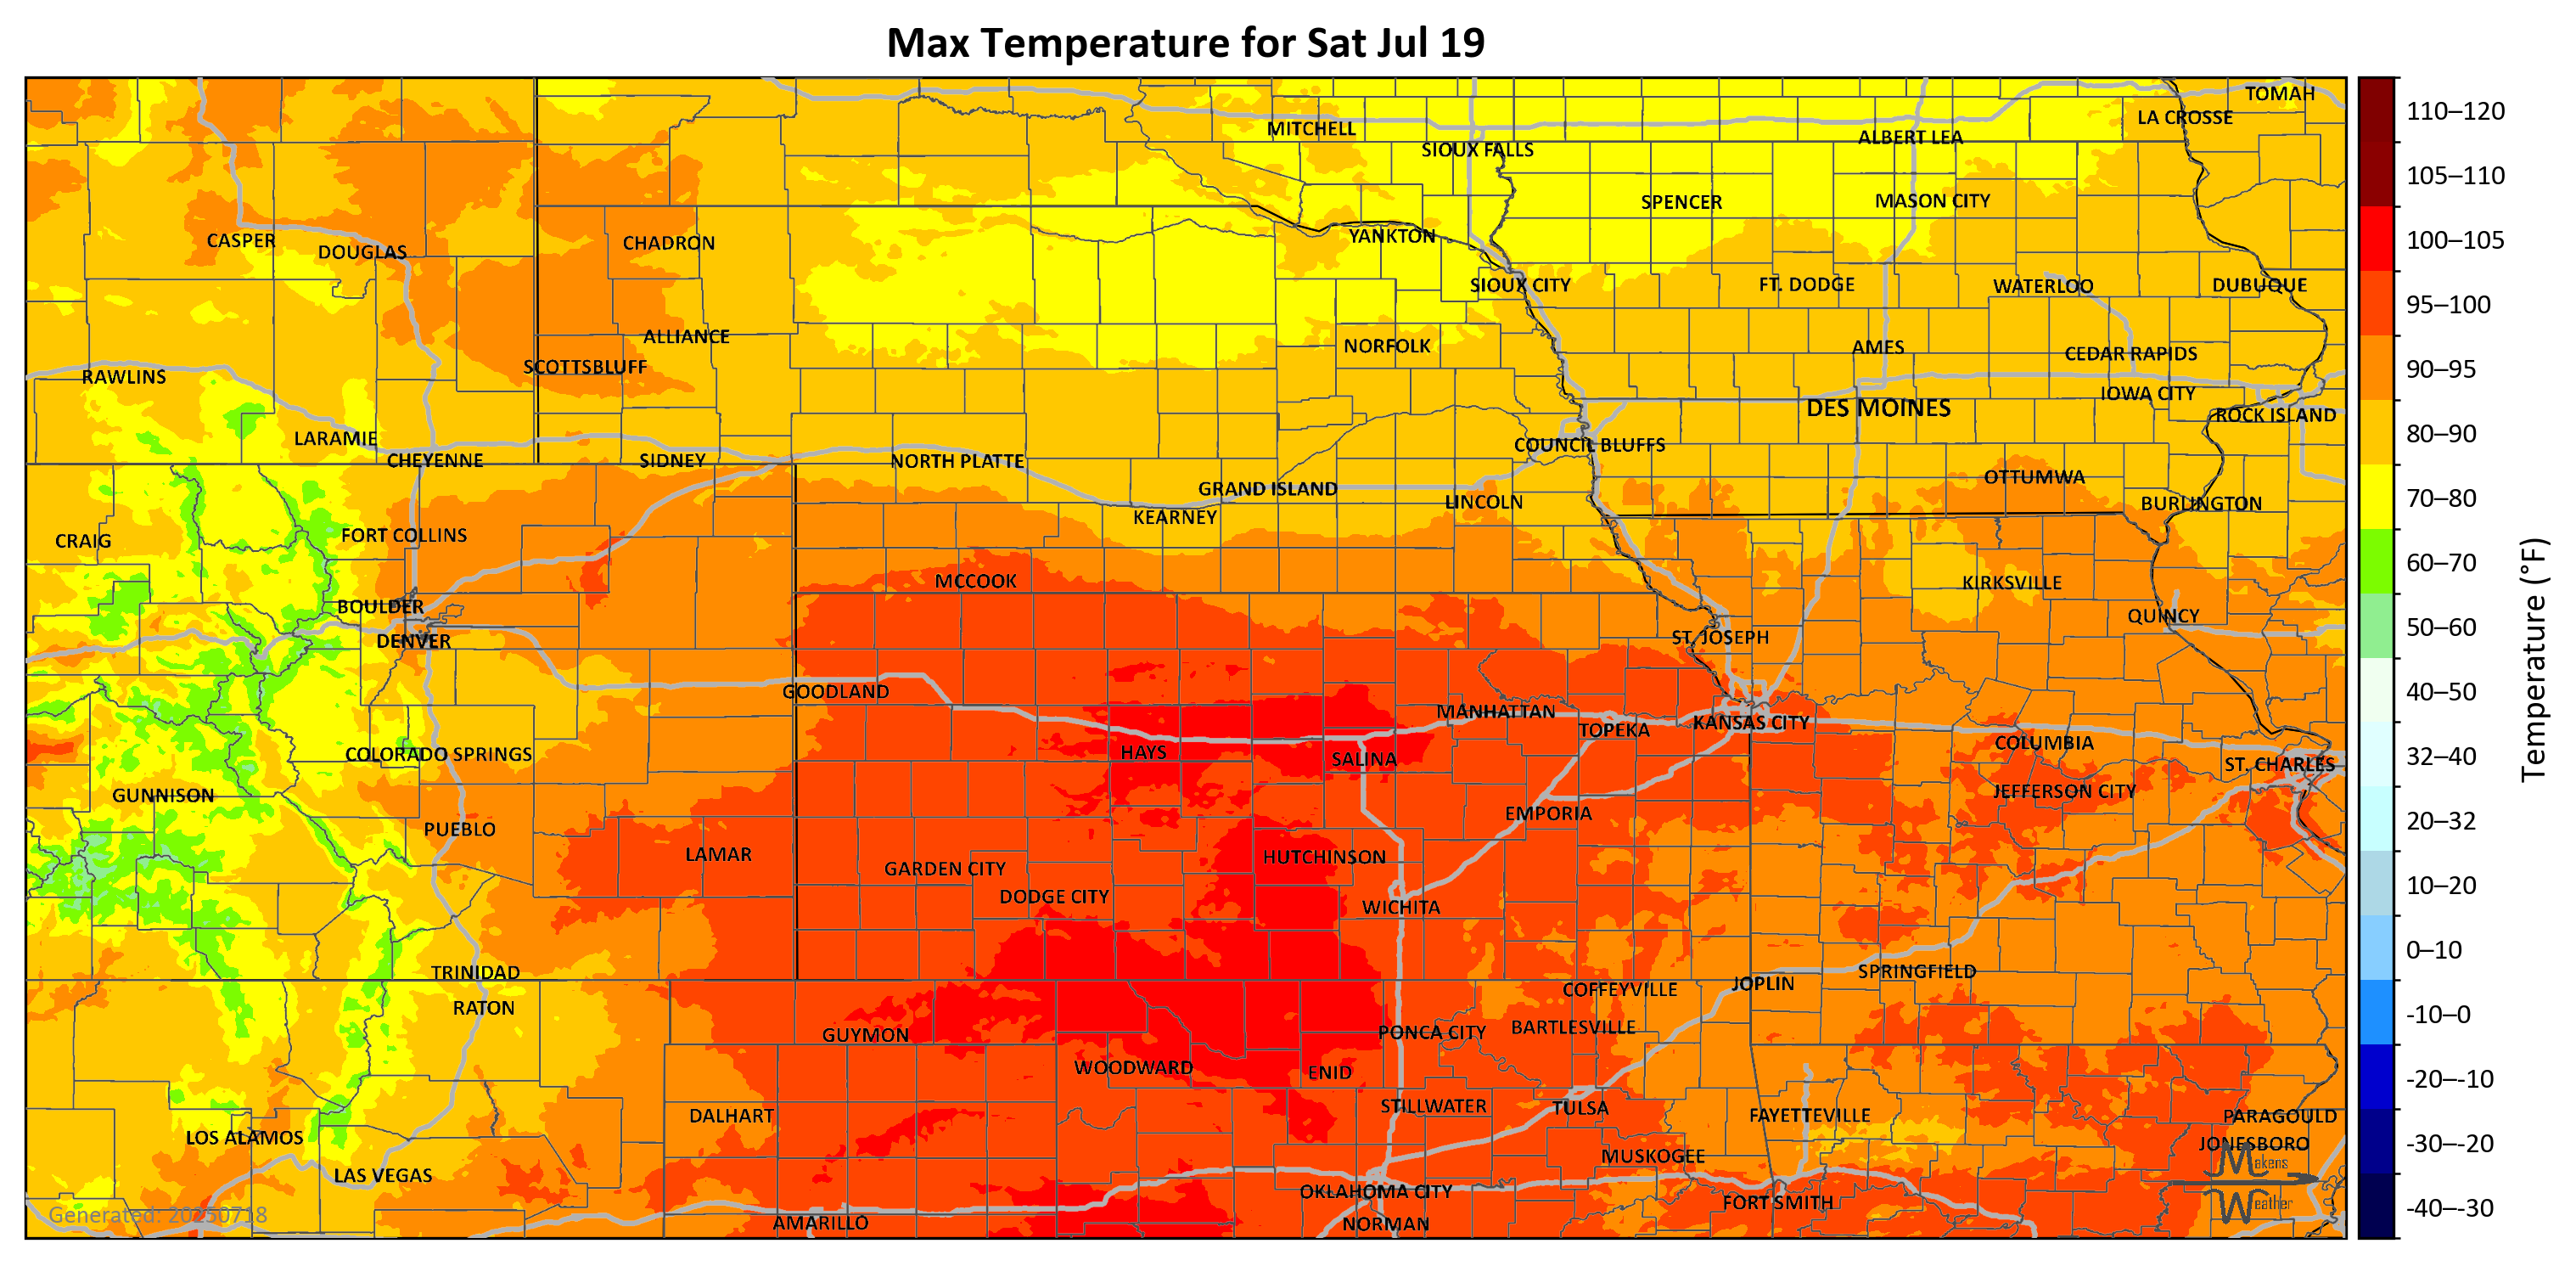 Max Temperature for Sat Jul 19
TOMAH
LA CROSSE
MITCHELL
ALBERT LEA
SIOUX FALLS
SPENCER
MASON CITY
CASPER
DOUGLAS
CHADRON
YANKTON
SIOUX CITY
FT. DODGE
WATERLOO
DUBUQUE
ALLIANCE
NORFOLK
AMES
CEDAR RAPIDS
SCOTTSBLUFF
RAWLINS
IOWA CITY
DES MOINES
ROCK ISLAND
LARAMIE
COUNCIL BLUFFS
CHEYENNE
SIDNEY
NORTH PLATTE
OTTUMWA
GRAND ISLAND
LINCOLN
BURLINGTON
KEARNEY
CRAIG
FORT COLLINS
MCCOOK
KIRKSVILLE
BOULDER
QUINCY
DENVER
ST. JOSEPH
GOODLAND
MANHATTAN
TOPEKA
KANSAS CITY
COLORADO SPRINGS
HAYS
SALINA
COLUMBIA
ST. CHARLES
GUNNISON
JEFFERSON CITY
EMPORIA
PUEBLO
LAMAR
HUTCHINSON
GARDEN CITY
DODGE CITY
WICHITA
TRINIDAD
SPRINGFIELD
JOPLIN
COFFEYVILLE
RATON
GUYMON
PONCA CITY
BARTLESVILLE
WOODWARD
ENID
STILLWATER
TULSA
DALHART
FAYETTEVILLE
PARAGOULD
LOS ALAMOS
JONESBORO
MUSKOGEE
LAS VEGAS
OKLAHOMA CITY
FORT SMITH
AMARILLO
NORMAN
Makens
Weather
Generated: 20250718
110–120
105–110
100–105
95–100
90–95
80–90
70–80
60–70
50–60
40–50
32–40
20–32
10–20
0–10
-10–0
-20–-10
-30–-20
-40–-30
Temperature (°F)